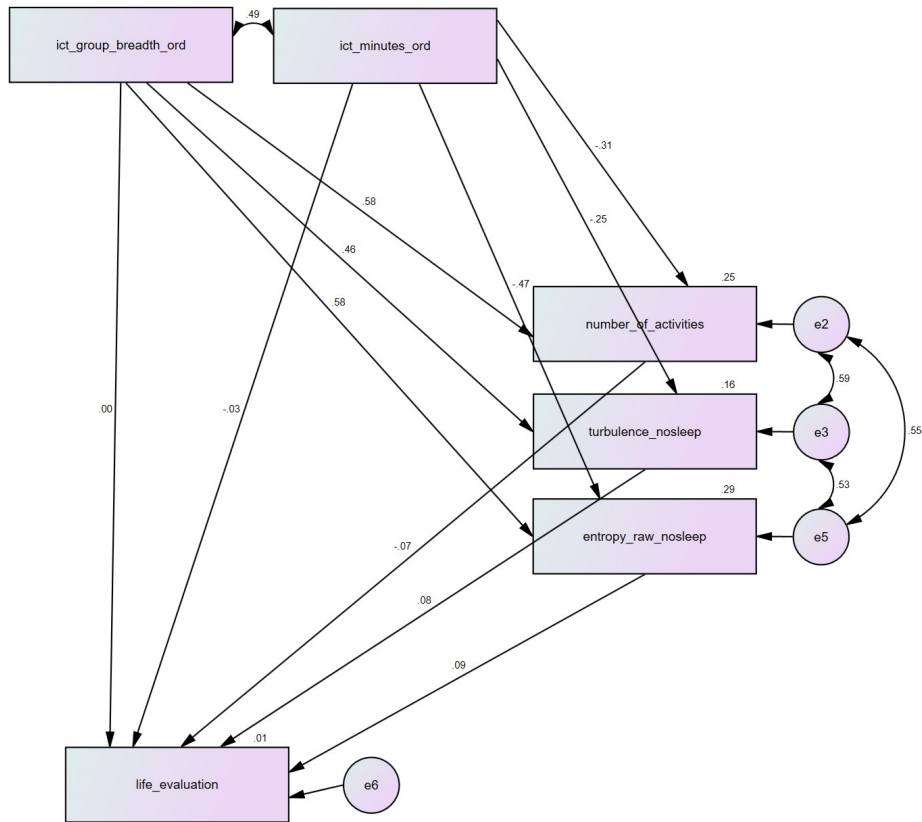 .49
ict_group_breadth_ord
ict_minutes_ord
-.31
-.25
.58
.46
-.47
.58
.25
number_of_activities
e2
.59
.16
.00
-.03
turbulence_nosleep
e3
.55
.53
.29
entropy_raw_nosleep
e5
-.07
.08
.09
.01
life_evaluation
e6